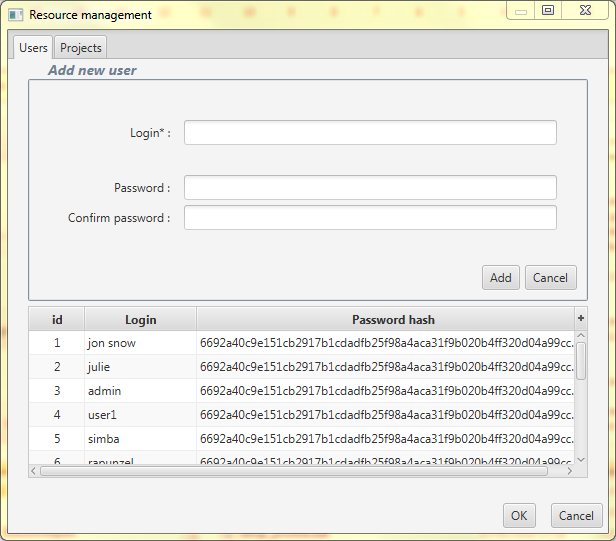 Resource management
Users Projects
Add new user
Login* :
Password :
Confirm password :
Add Cancel
id Login Password hash +
1 jon snow 6692a40c9e151cb2917b1cdadfb25f98a4aca31f9b020b4ff320d04a99cc.
2 julie 6692a40c9e151cb2917b1cdadfb25f98a4aca31f9b020b4ff320d04a99cc.
3 admin 6692a40c9e151cb2917b1cdadfb25f98a4aca31f9b020b4ff320d04a99cc.
4 user1 6692a40c9e151cb2917b1cdadfb25f98a4aca31f9b020b4ff320d04a99cc.
5 simba 6692a40c9e151cb2917b1cdadfb25f98a4aca31f9b020b4ff320d04a99cc.
6 rapunzel 6692a40c9e151cb2917b1cdadfb25f98a4aca31f9b020b4ff320d04a99cc.
OK Cancel